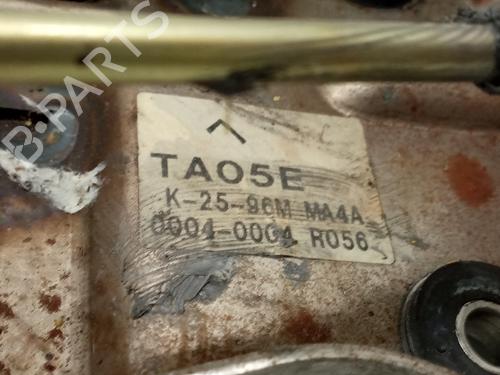 B-PARTS
TA05E
K-25-96M MA4A
0004-0004 R056